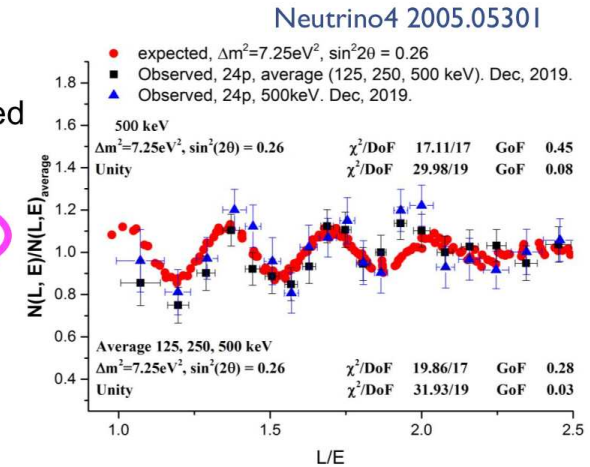 Neutrino4 2005.05301
ed
expected, Δm²=7.25eV², sin²2θ = 0.26
Observed, 24p, average (125, 250, 500 keV). Dec, 2019.
Observed, 24p, 500keV. Dec, 2019.
500 keV
Δm²=7.25eV², sin²(2θ) = 0.26 χ²/DoF 17.11/17 GoF 0.45
Unity χ²/DoF 29.98/19 GoF 0.08
N(L, E)/N(L,E)average
1.8
1.6
1.4
1.2
1.0
0.8
0.6
0.4
Average 125, 250, 500 keV
Δm²=7.25eV², sin²(2θ) = 0.26 χ²/DoF 19.86/17 GoF 0.28
Unity χ²/DoF 31.93/19 GoF 0.03
1.0 1.5 2.0 2.5
L/E